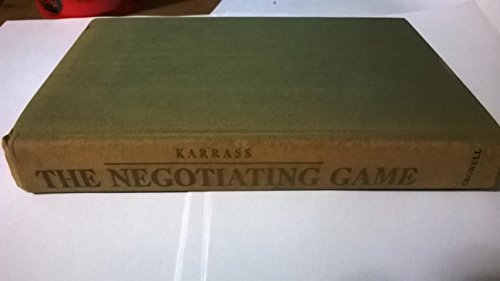 KARRASS
THE NEGOTIATING GAME
CROWELL